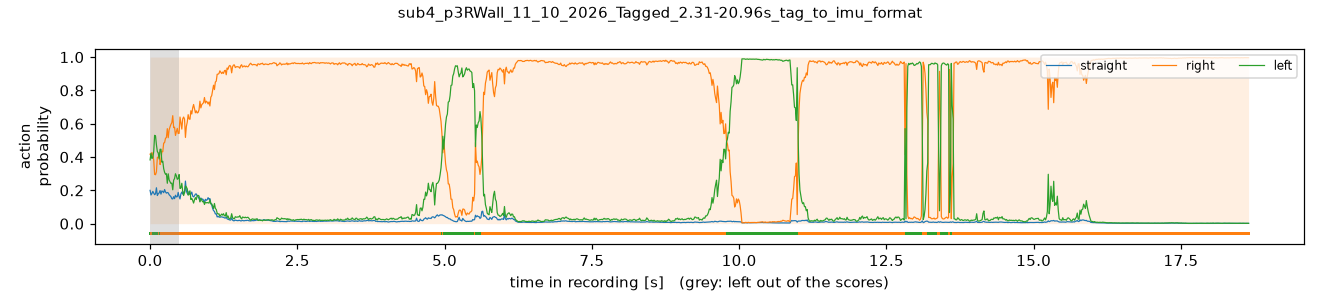 sub4_p3RWall_11_10_2026_Tagged_2.31-20.96s_tag_to_imu_format
action
probability
1.0
0.8
0.6
0.4
0.2
0.0
straight right left
0.0 2.5 5.0 7.5 10.0 12.5 15.0 17.5
time in recording [s] (grey: left out of the scores)